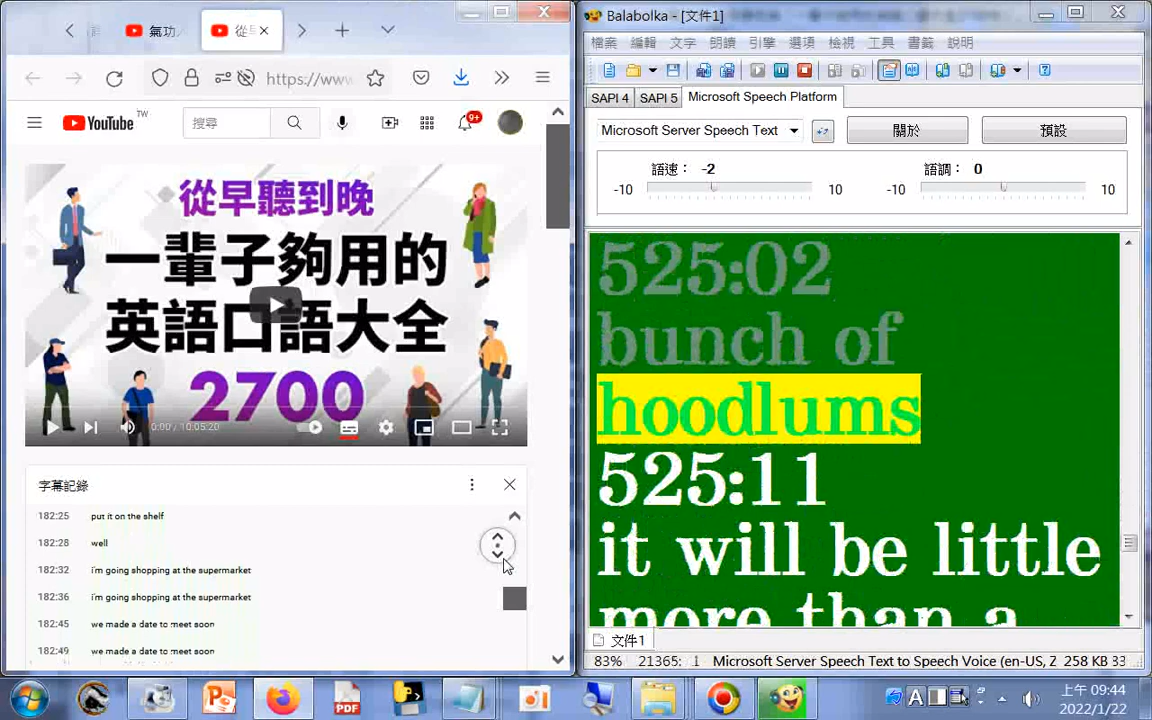 氣功
從
https://www
YouTube TW
搜尋
9+
從早聽到晚
一輩子夠用的
英語口語大全
2700
0:00 / 10:05:20
字幕記錄
182:25 put it on the shelf
182:28 well
182:32 i'm going shopping at the supermarket
182:36 i'm going shopping at the supermarket
182:45 we made a date to meet soon
182:49 we made a date to meet soon
Balabolka - [文件1]
檔案 編輯 文字 朗讀 引擎 選項 檢視 工具 書籤 說明
SAPI 4 SAPI 5 Microsoft Speech Platform
Microsoft Server Speech Text 關於 預設
語速： -2 語調： 0
-10 10 -10 10
525:02
bunch of
hoodlums
525:11
it will be little
more than a
文件1
83% 21365: 1 Microsoft Server Speech Text to Speech Voice (en-US, Z 258 KB 33
上午 09:44
2022/1/22